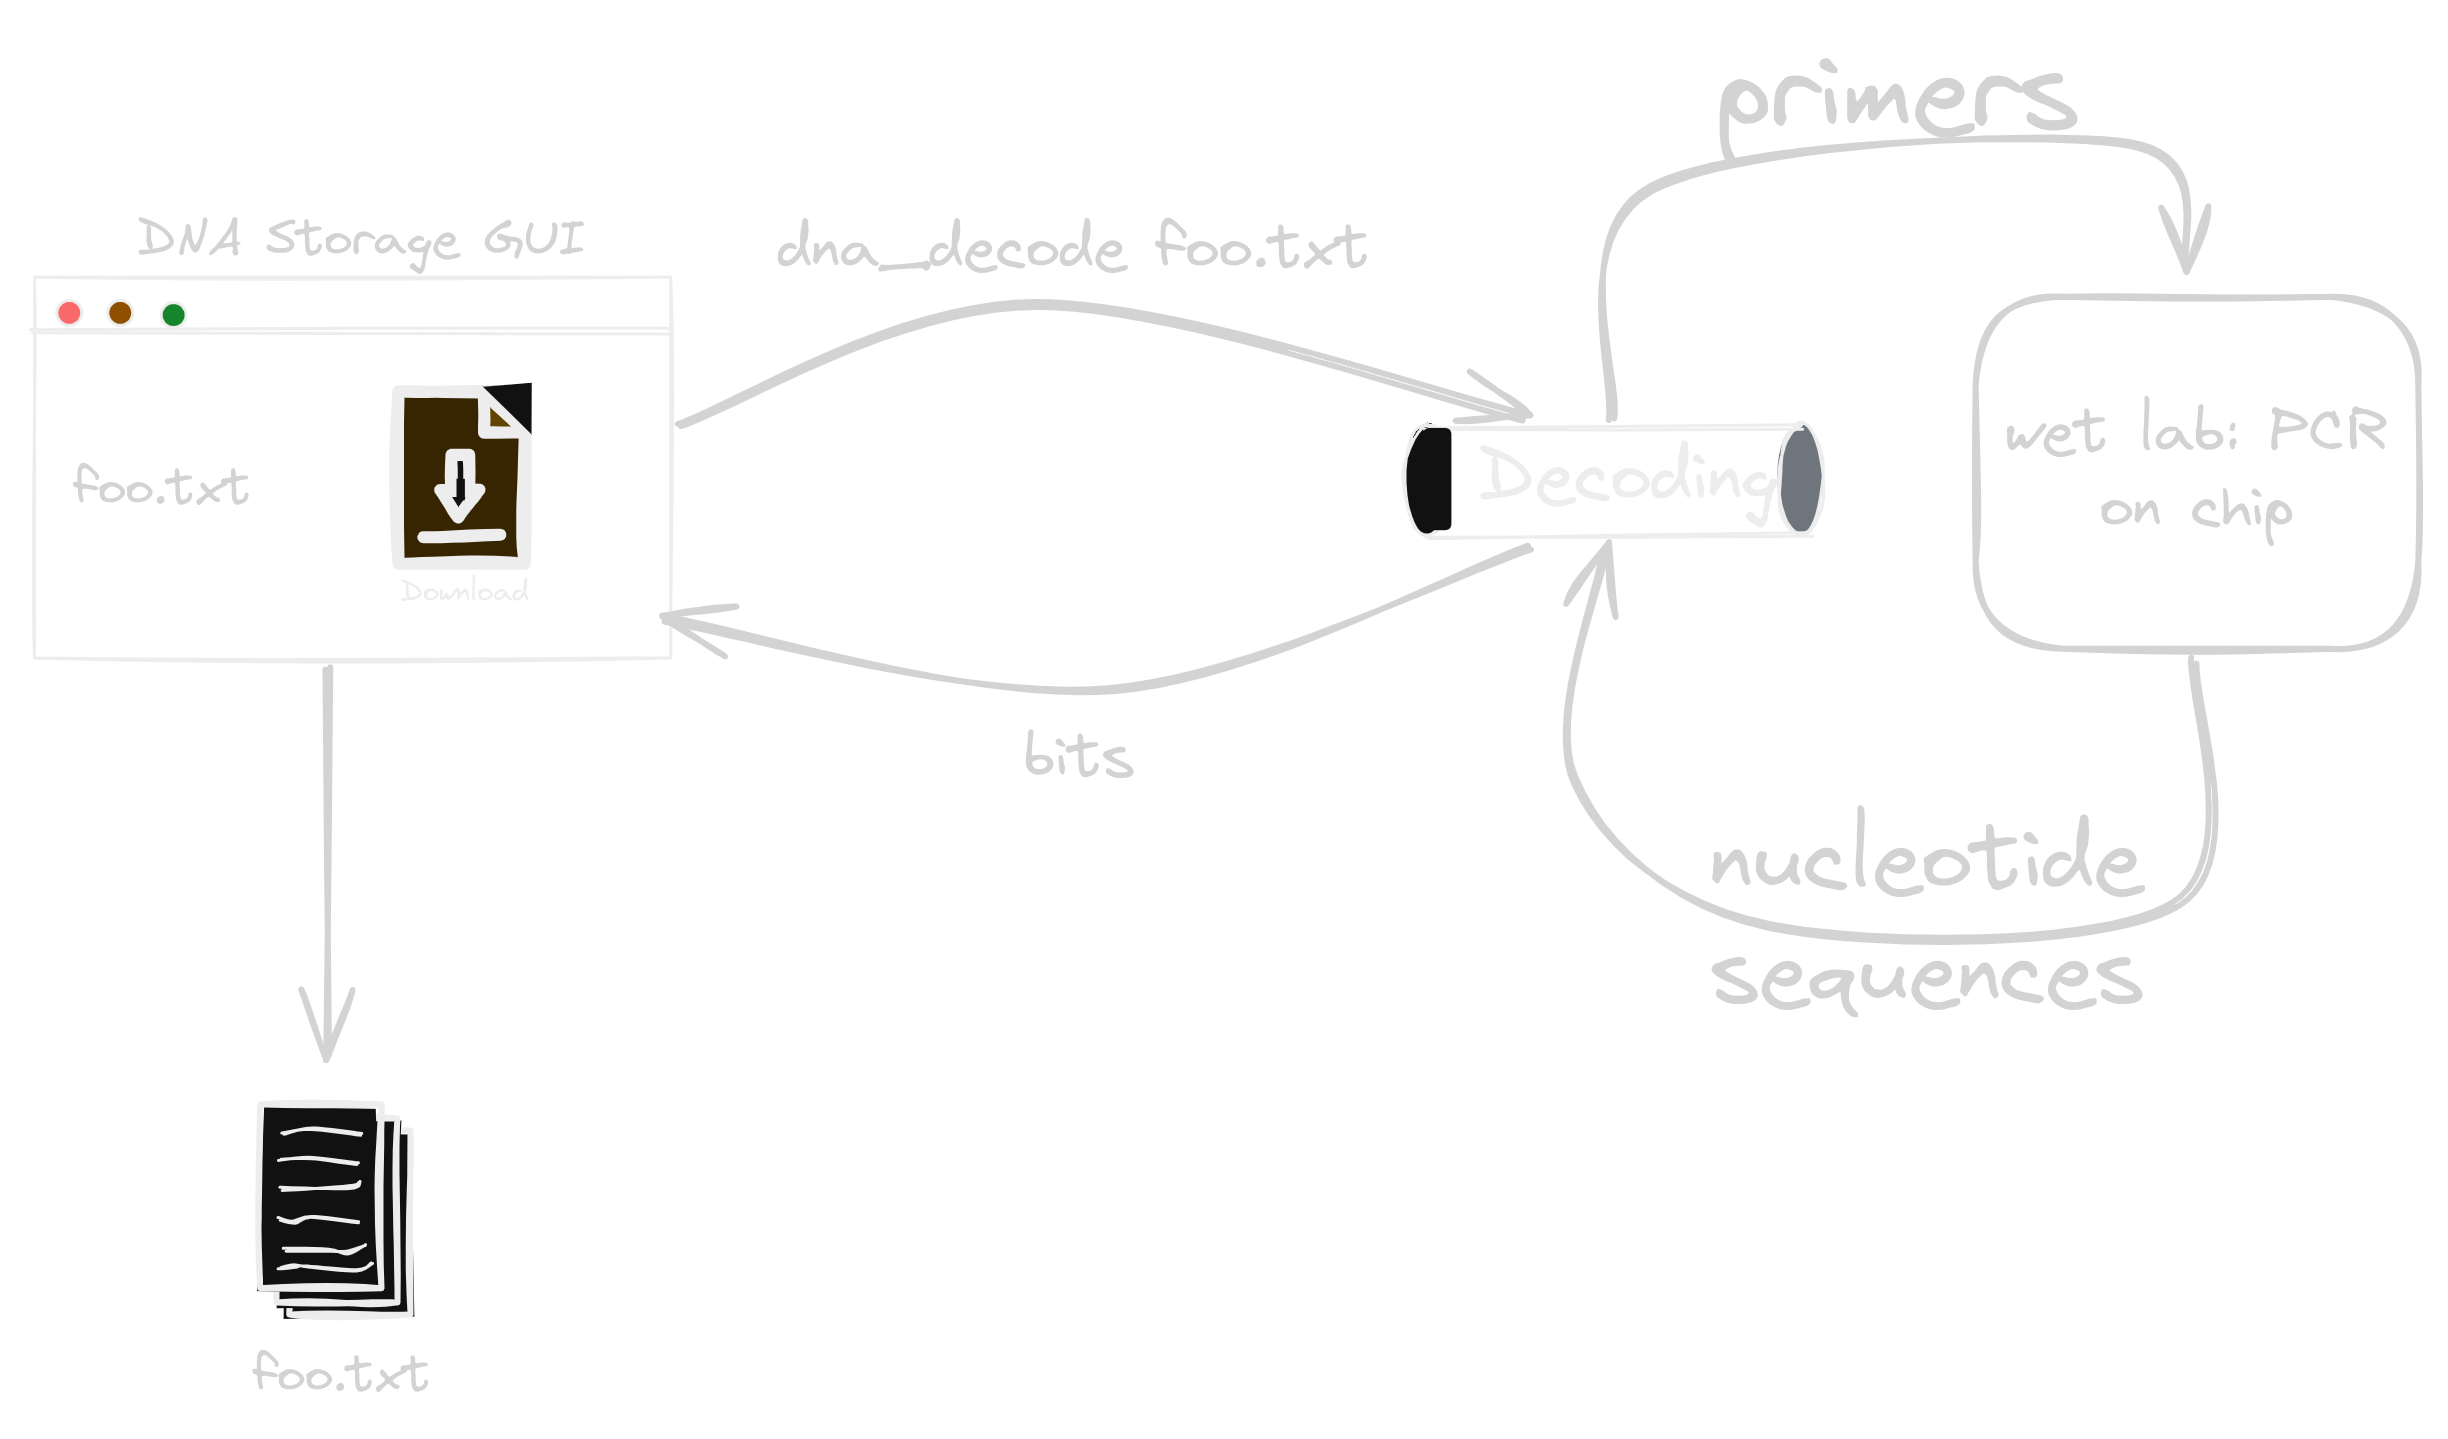 primers
DNA Storage GUI
dna_decode foo.txt
foo.txt
Download
Decoding
wet lab: PCR
on chip
bits
nucleotide
sequences
foo.txt